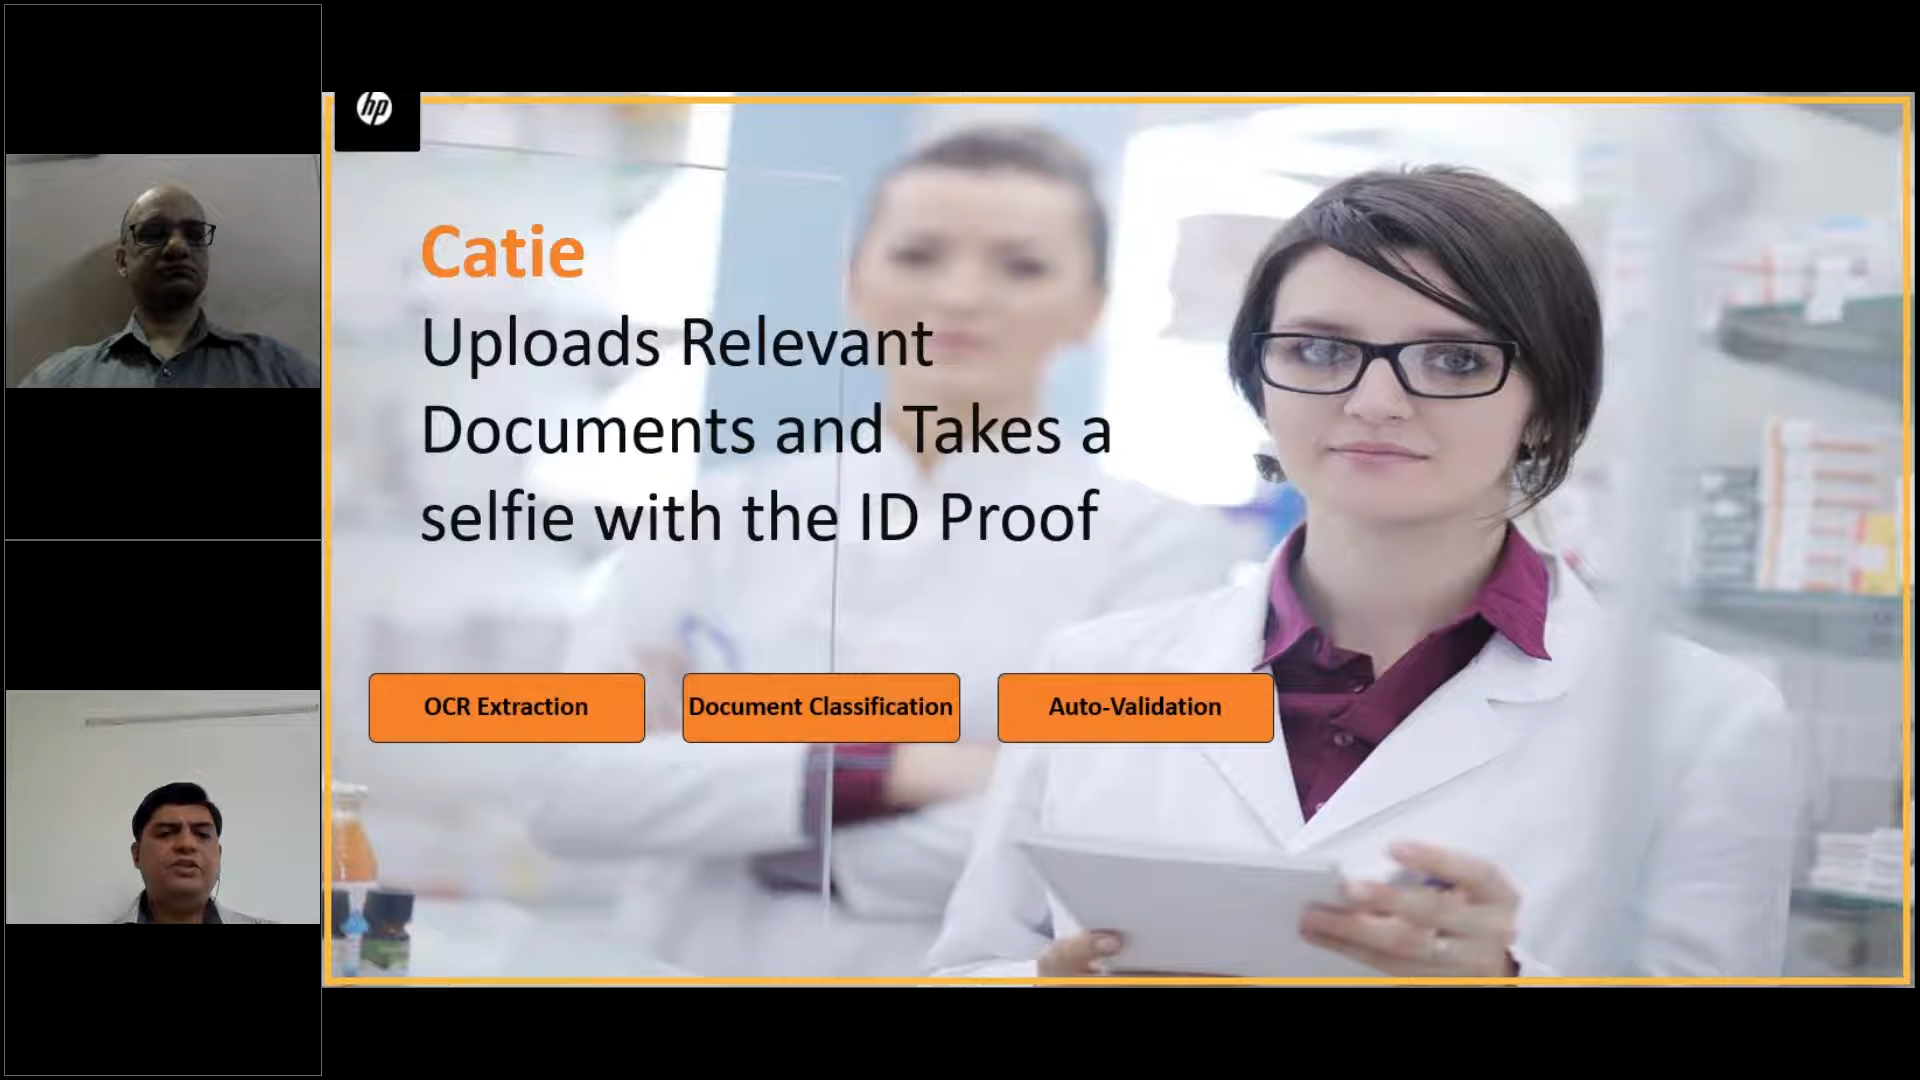 hp
Catie
Uploads Relevant
Documents and Takes a
selfie with the ID Proof
OCR Extraction
Document Classification
Auto-Validation